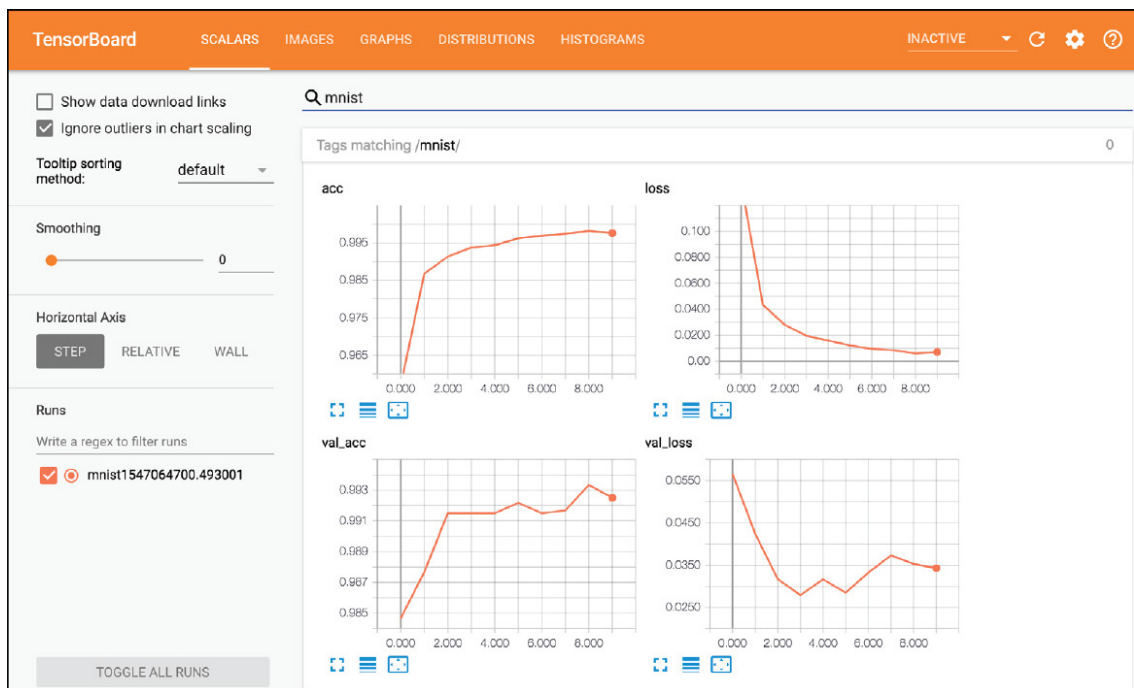 TensorBoard SCALARS IMAGES GRAPHS DISTRIBUTIONS HISTOGRAMS INACTIVE
Show data download links
Ignore outliers in chart scaling
Tooltip sorting method: default
Smoothing
0
Horizontal Axis
STEP RELATIVE WALL
Runs
Write a regex to filter runs
mnist1547064700.493001
TOGGLE ALL RUNS
mnist
Tags matching /mnist/ 0
acc
0.995
0.985
0.975
0.965
0.000 2.000 4.000 6.000 8.000
loss
0.100
0.0800
0.0600
0.0400
0.0200
0.00
0.000 2.000 4.000 6.000 8.000
val_acc
0.993
0.991
0.989
0.987
0.985
0.000 2.000 4.000 6.000 8.000
val_loss
0.0550
0.0450
0.0350
0.0250
0.000 2.000 4.000 6.000 8.000